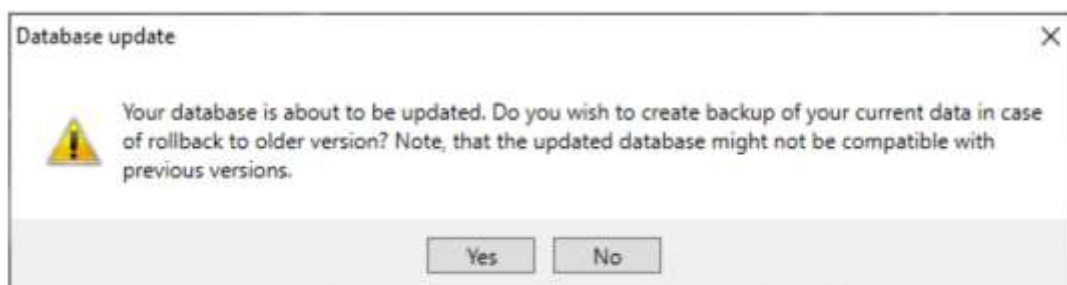 Database update
Your database is about to be updated. Do you wish to create backup of your current data in case
of rollback to older version? Note, that the updated database might not be compatible with
previous versions.
Yes
No